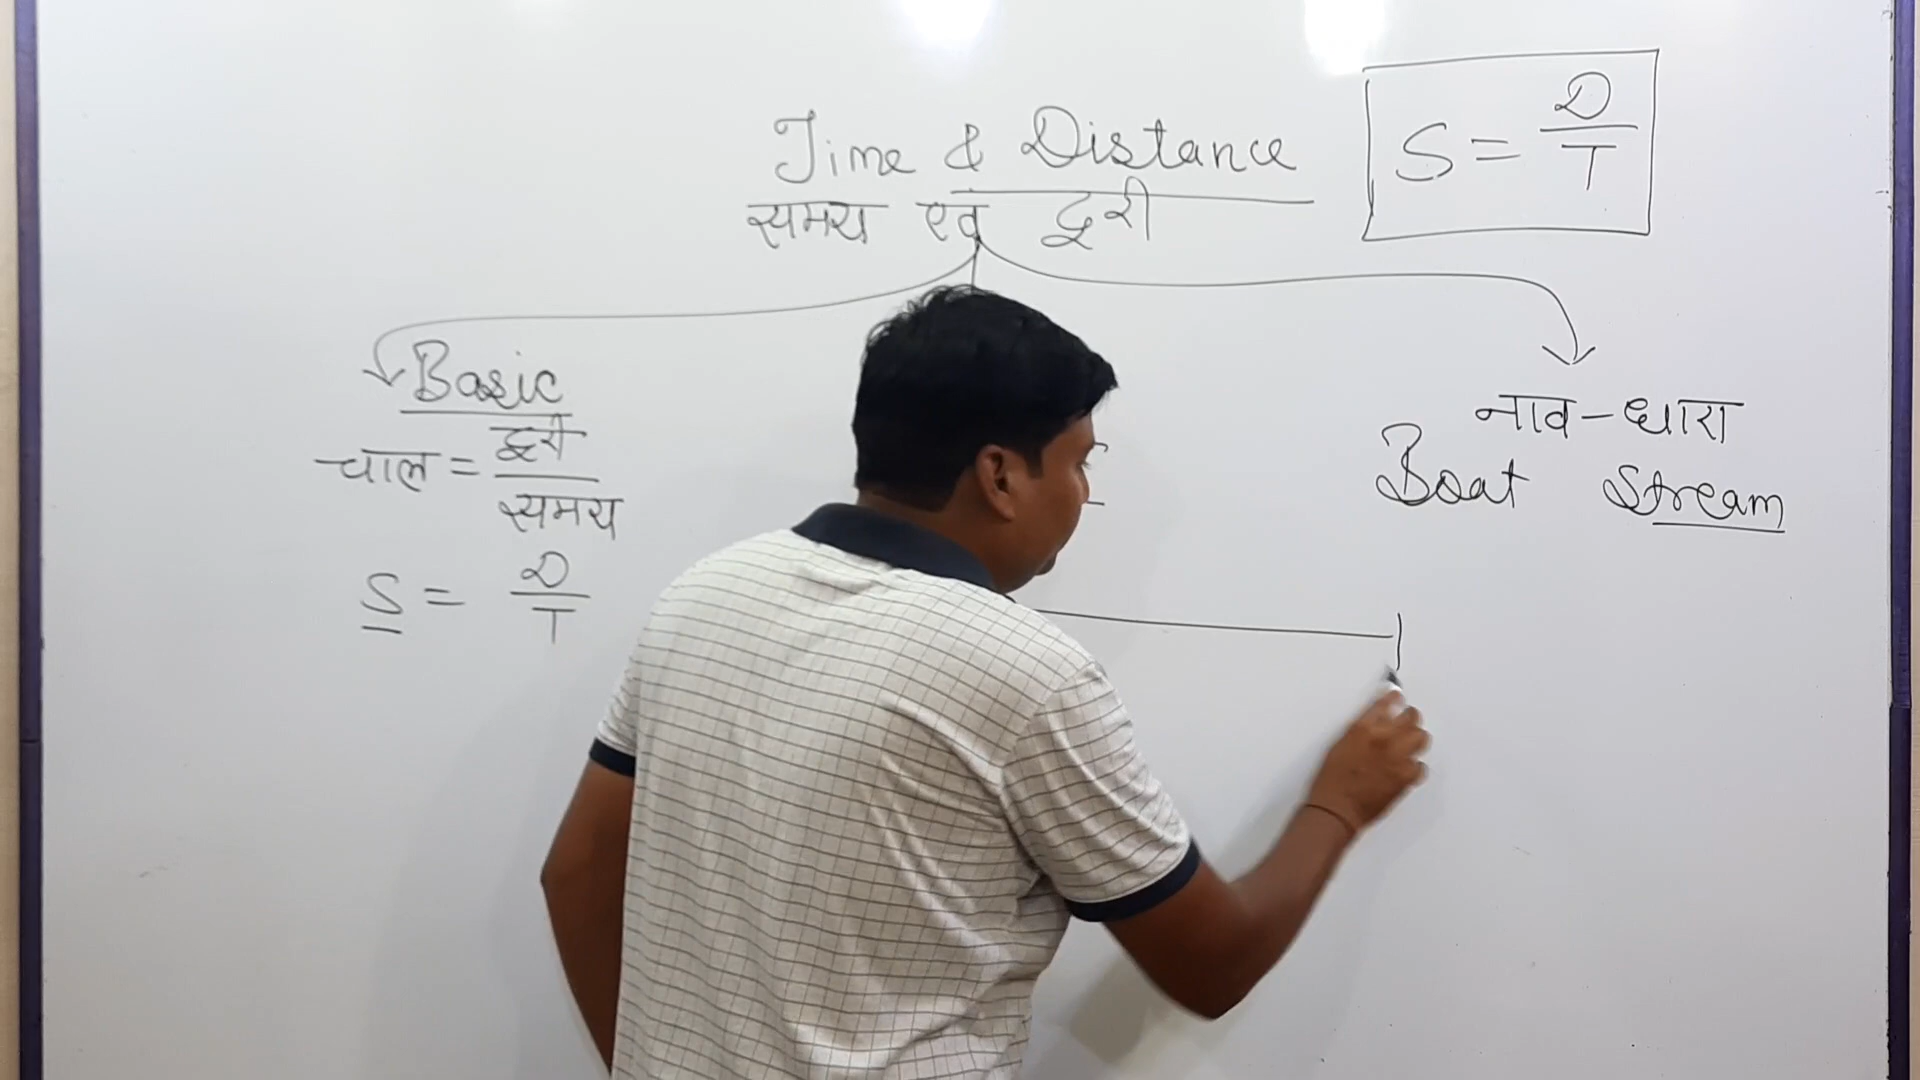 Time & Distance
समय एवं दूरी
S = D/T
Basic
चाल = दूरी/समय
S = D/T
नाव-धारा
Boat Stream